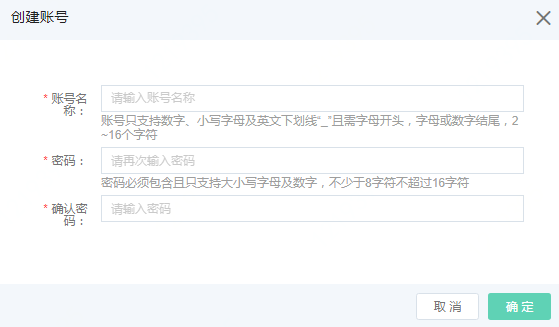 创建账号
* 账号名
称：
请输入账号名称
账号只支持数字、小写字母及英文下划线"_"且需字母开头，字母或数字结尾，2
~16个字符
* 密码：
请再次输入密码
密码必须包含且只支持大小写字母及数字，不少于8字符不超过16字符
* 确认密
码：
请输入密码
取 消
确 定